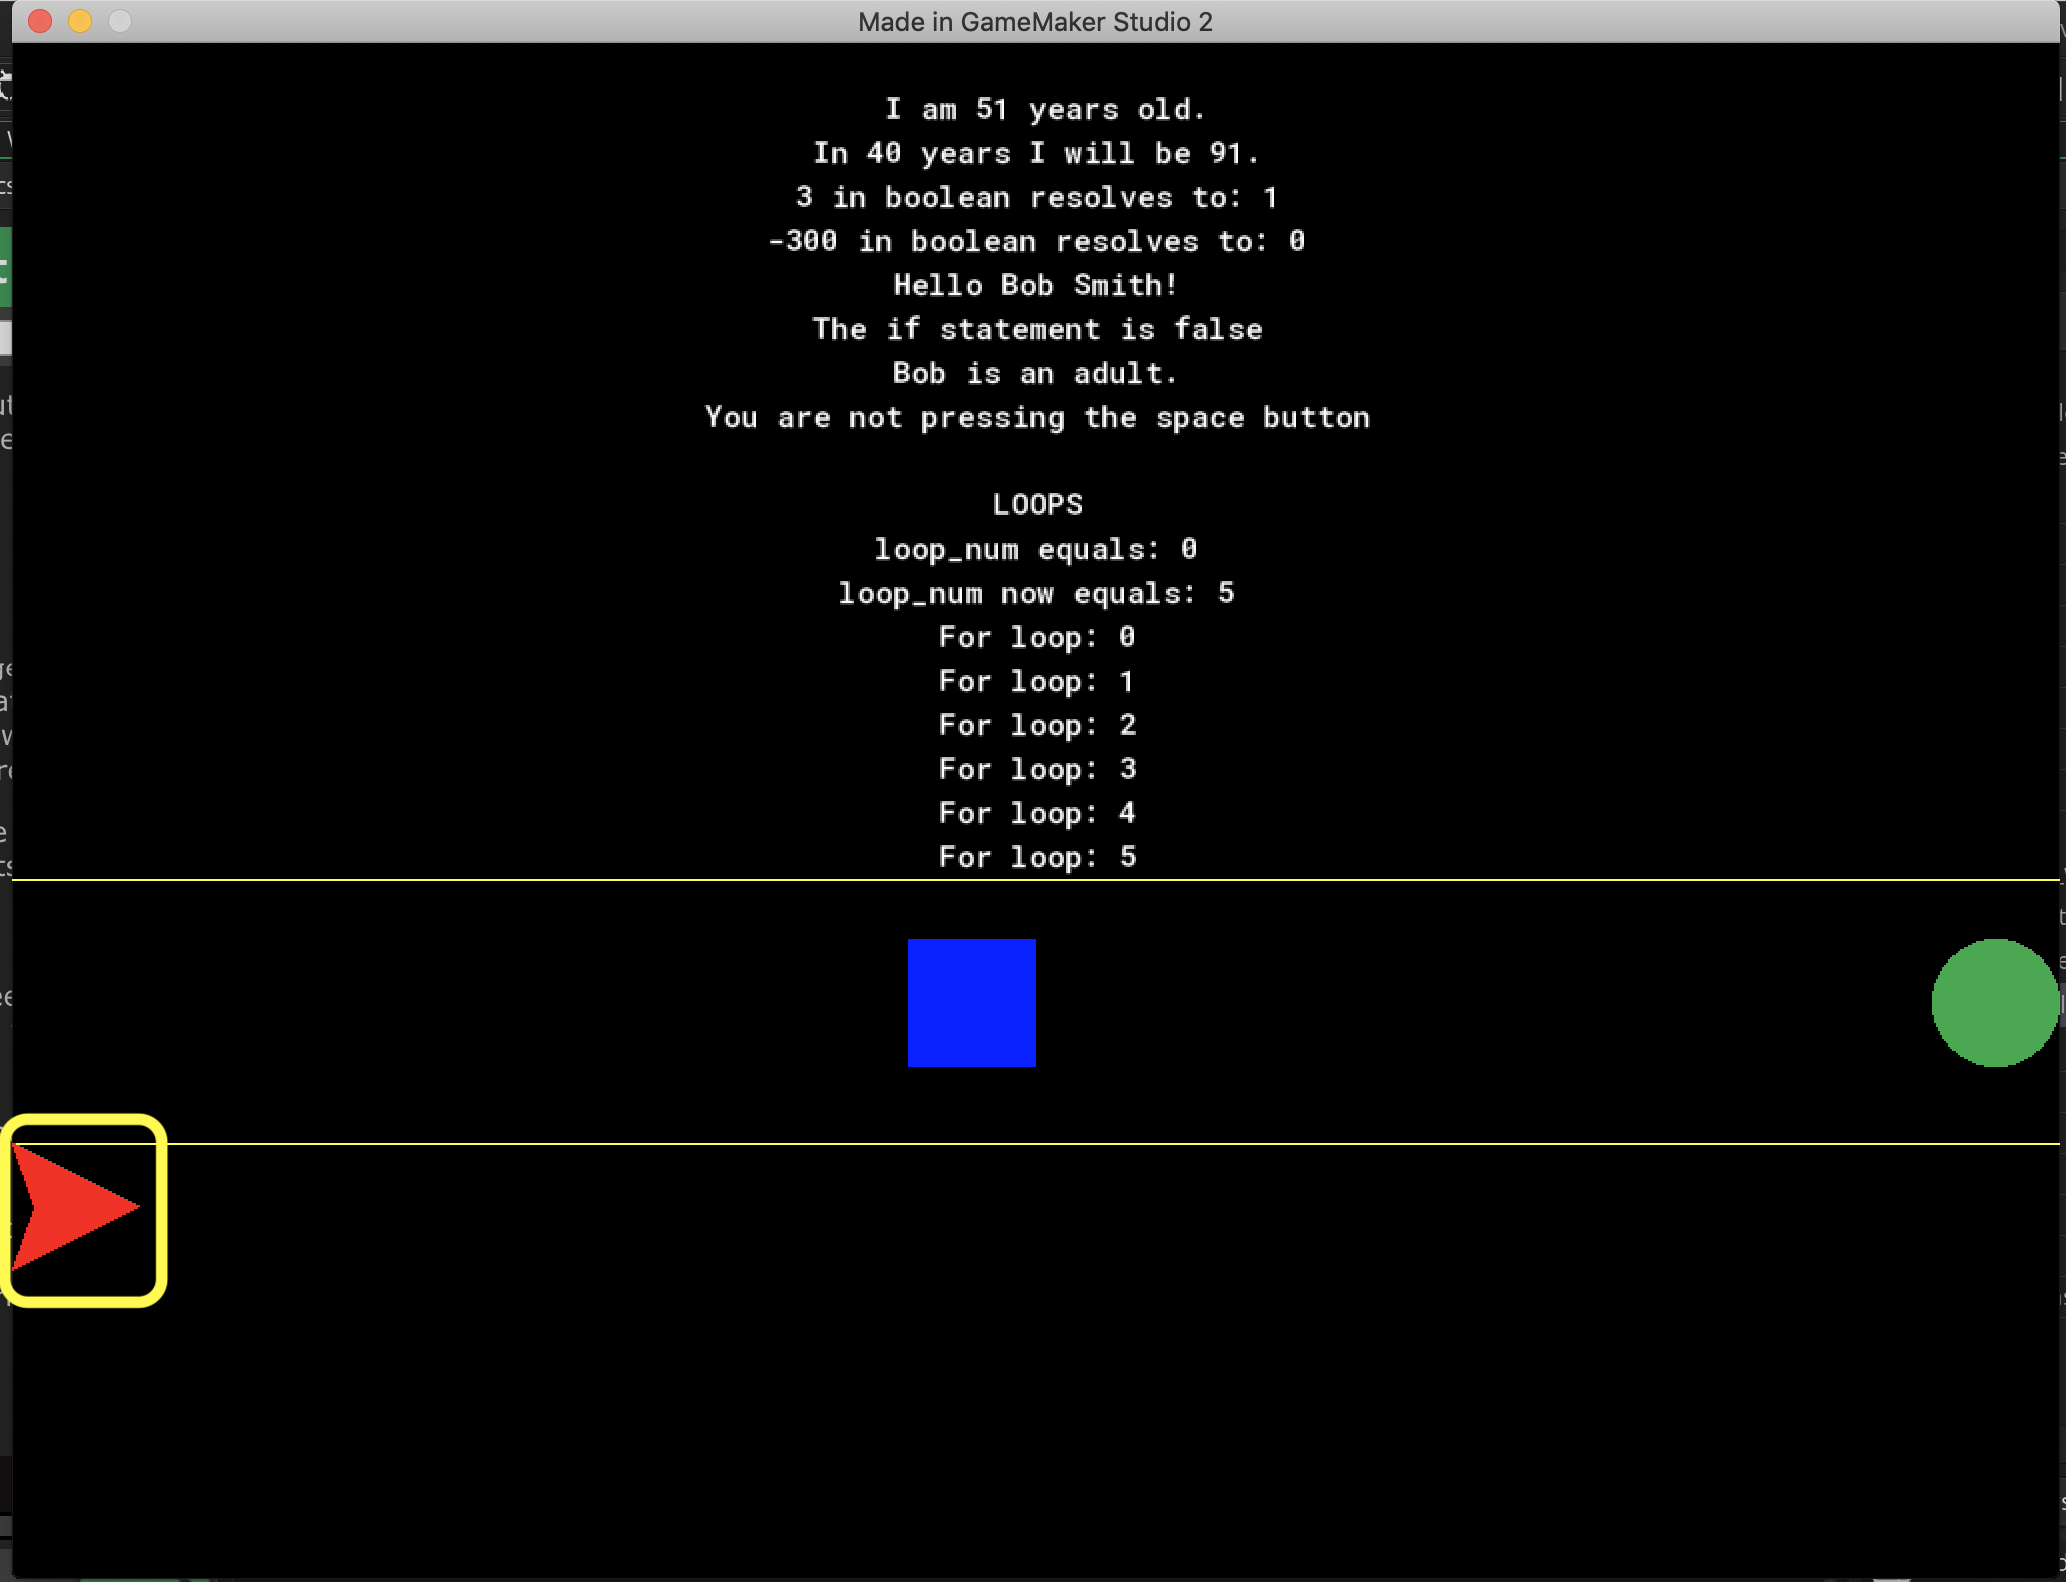 Made in GameMaker Studio 2
I am 51 years old.
In 40 years I will be 91.
3 in boolean resolves to: 1
-300 in boolean resolves to: 0
Hello Bob Smith!
The if statement is false
Bob is an adult.
You are not pressing the space button
LOOPS
loop_num equals: 0
loop_num now equals: 5
For loop: 0
For loop: 1
For loop: 2
For loop: 3
For loop: 4
For loop: 5